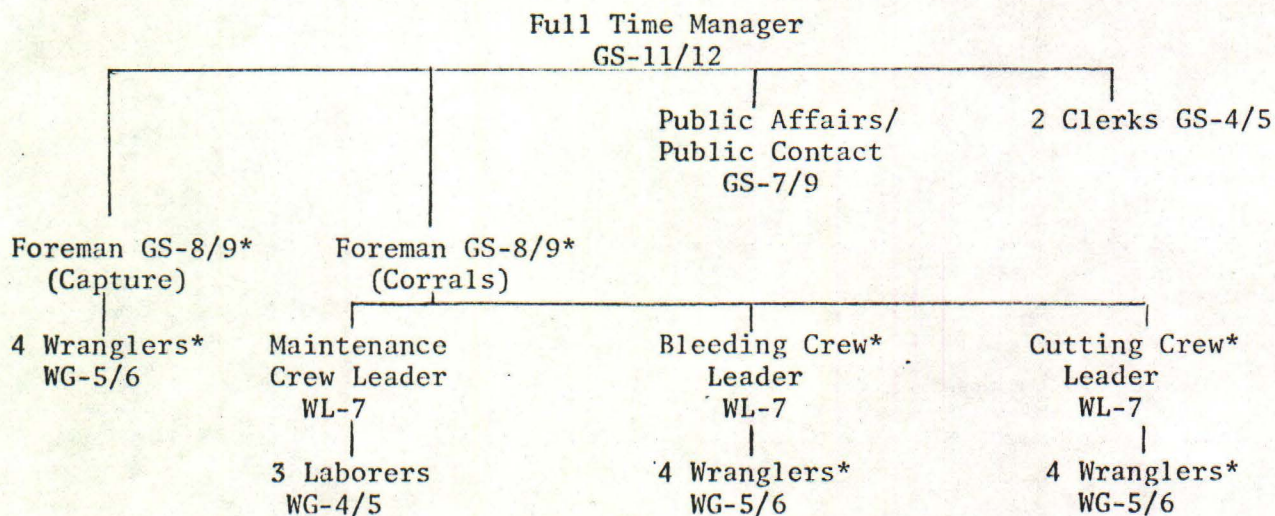 Full Time Manager
GS-11/12
Public Affairs/
Public Contact
GS-7/9
2 Clerks GS-4/5
Foreman GS-8/9*
(Capture)
Foreman GS-8/9*
(Corrals)
4 Wranglers*
WG-5/6
Maintenance
Crew Leader
WL-7
Bleeding Crew*
Leader
WL-7
Cutting Crew*
Leader
WL-7
3 Laborers
WG-4/5
4 Wranglers*
WG-5/6
4 Wranglers*
WG-5/6